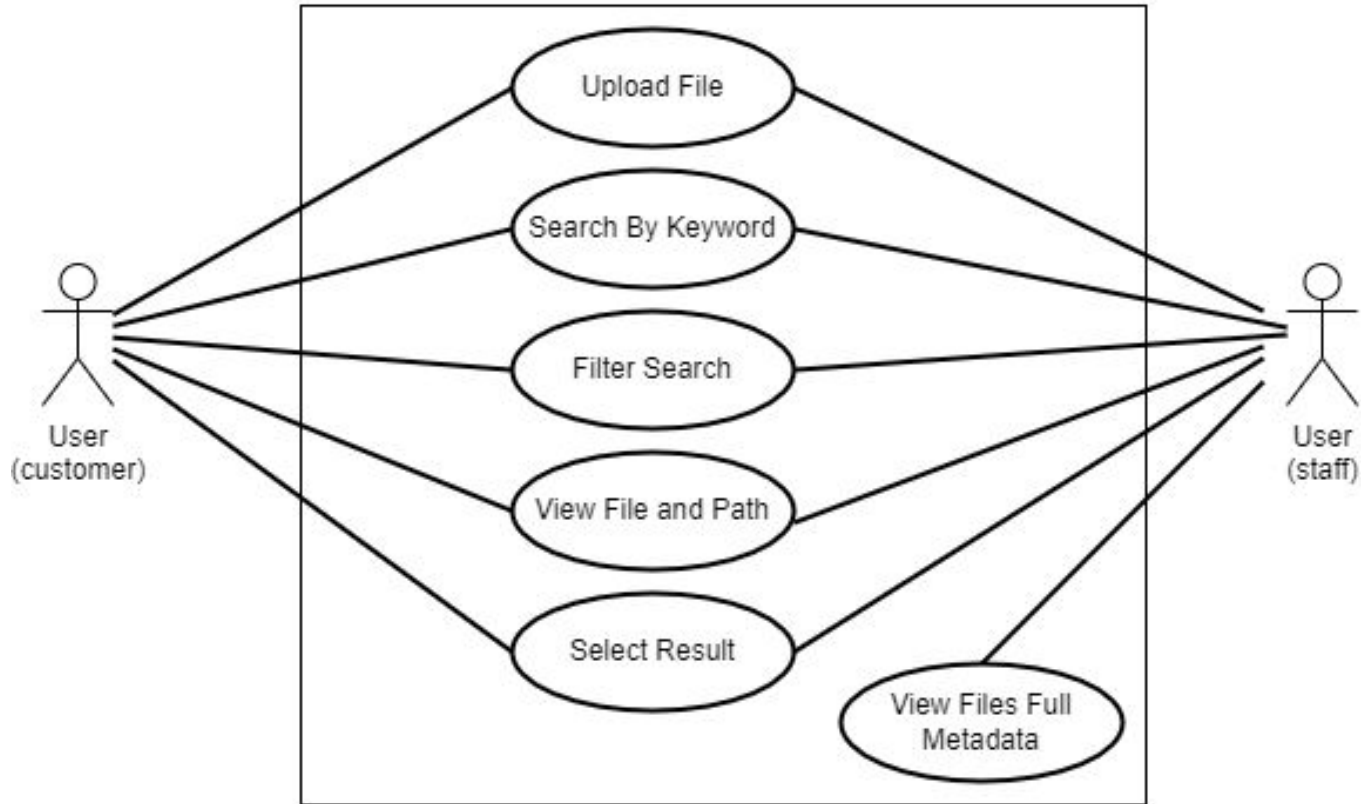 Upload File
Search By Keyword
Filter Search
View File and Path
Select Result
View Files Full
Metadata
User
(customer)
User
(staff)